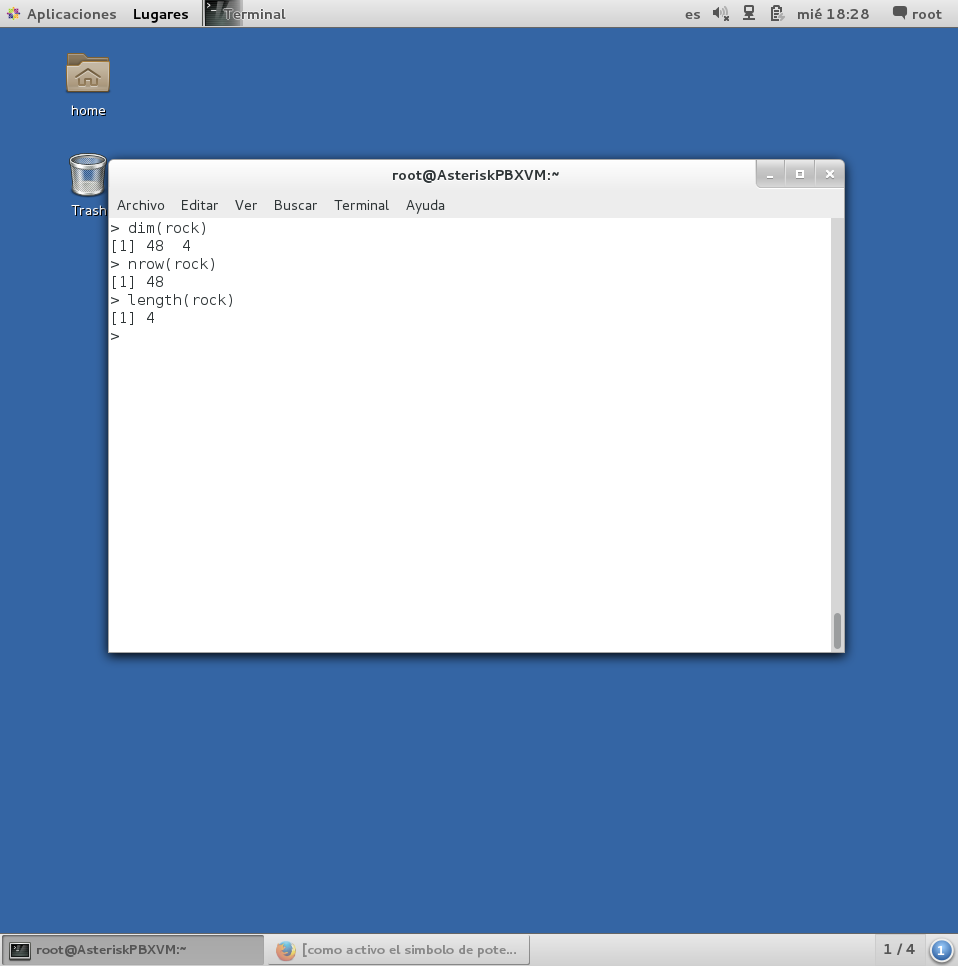 Aplicaciones Lugares Terminal es mié 18:28 root
home
Trash
root@AsteriskPBXVM:~
Archivo Editar Ver Buscar Terminal Ayuda
> dim(rock)
[1] 48  4
> nrow(rock)
[1] 48
> length(rock)
[1] 4
>
root@AsteriskPBXVM:~ [como activo el simbolo de pote... 1 / 4 1